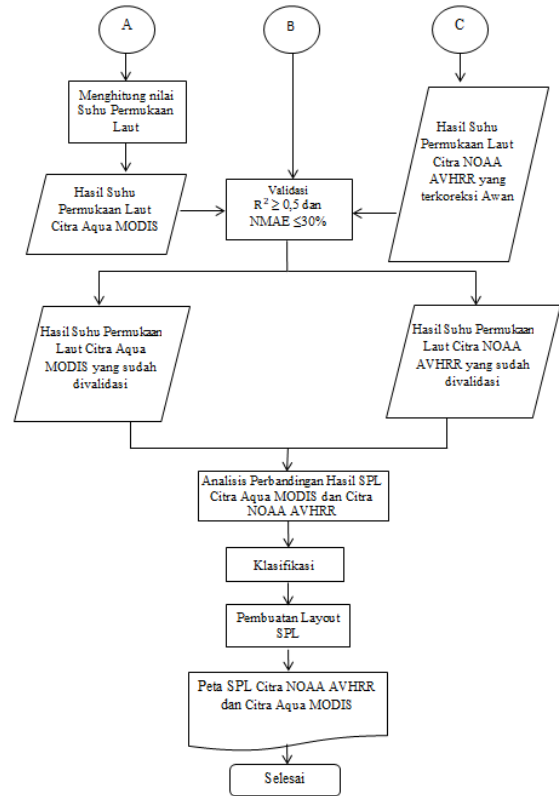 A
B
C
Menghitung nilai
Suhu Permukaan
Laut
Hasil Suhu
Permukaan Laut
Citra NOAA
AVHRR yang
terkoreksi Awan
Hasil Suhu
Permukaan Laut
Citra Aqua MODIS
Validasi
R² ≥ 0,5 dan
NMAE ≤30%
Hasil Suhu Permukaan
Laut Citra Aqua
MODIS yang sudah
divalidasi
Hasil Suhu Permukaan
Laut Citra NOAA
AVHRR yang sudah
divalidasi
Analisis Perbandingan Hasil SPL
Citra Aqua MODIS dan Citra
NOAA AVHRR
Klasifikasi
Pembuatan Layout
SPL
Peta SPL Citra NOAA AVHRR
dan Citra Aqua MODIS
Selesai